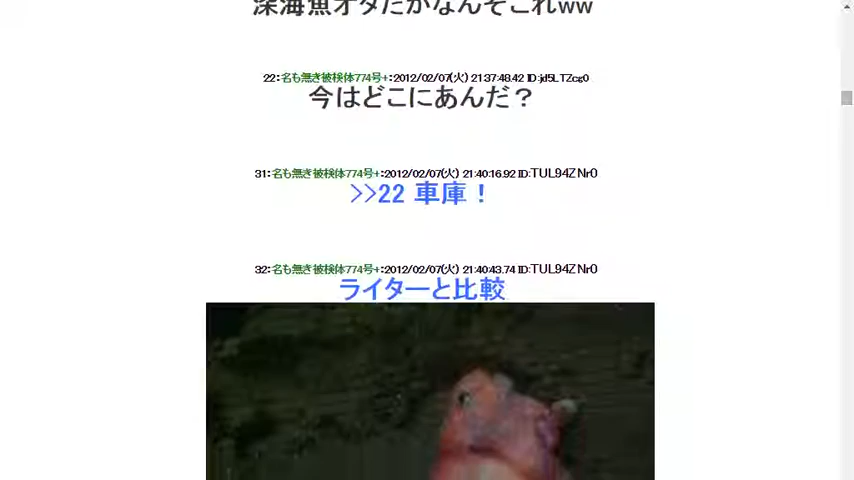 深海魚オタだがなんぞこれww
22：名も無き被検体774号+：2012/02/07(火) 21:37:48.42 ID:jd5LTZcg0
今はどこにあんだ？
31：名も無き被検体774号+：2012/02/07(火) 21:40:16.92 ID:TUL94ZNr0
>>22 車庫！
32：名も無き被検体774号+：2012/02/07(火) 21:40:43.74 ID:TUL94ZNr0
ライターと比較